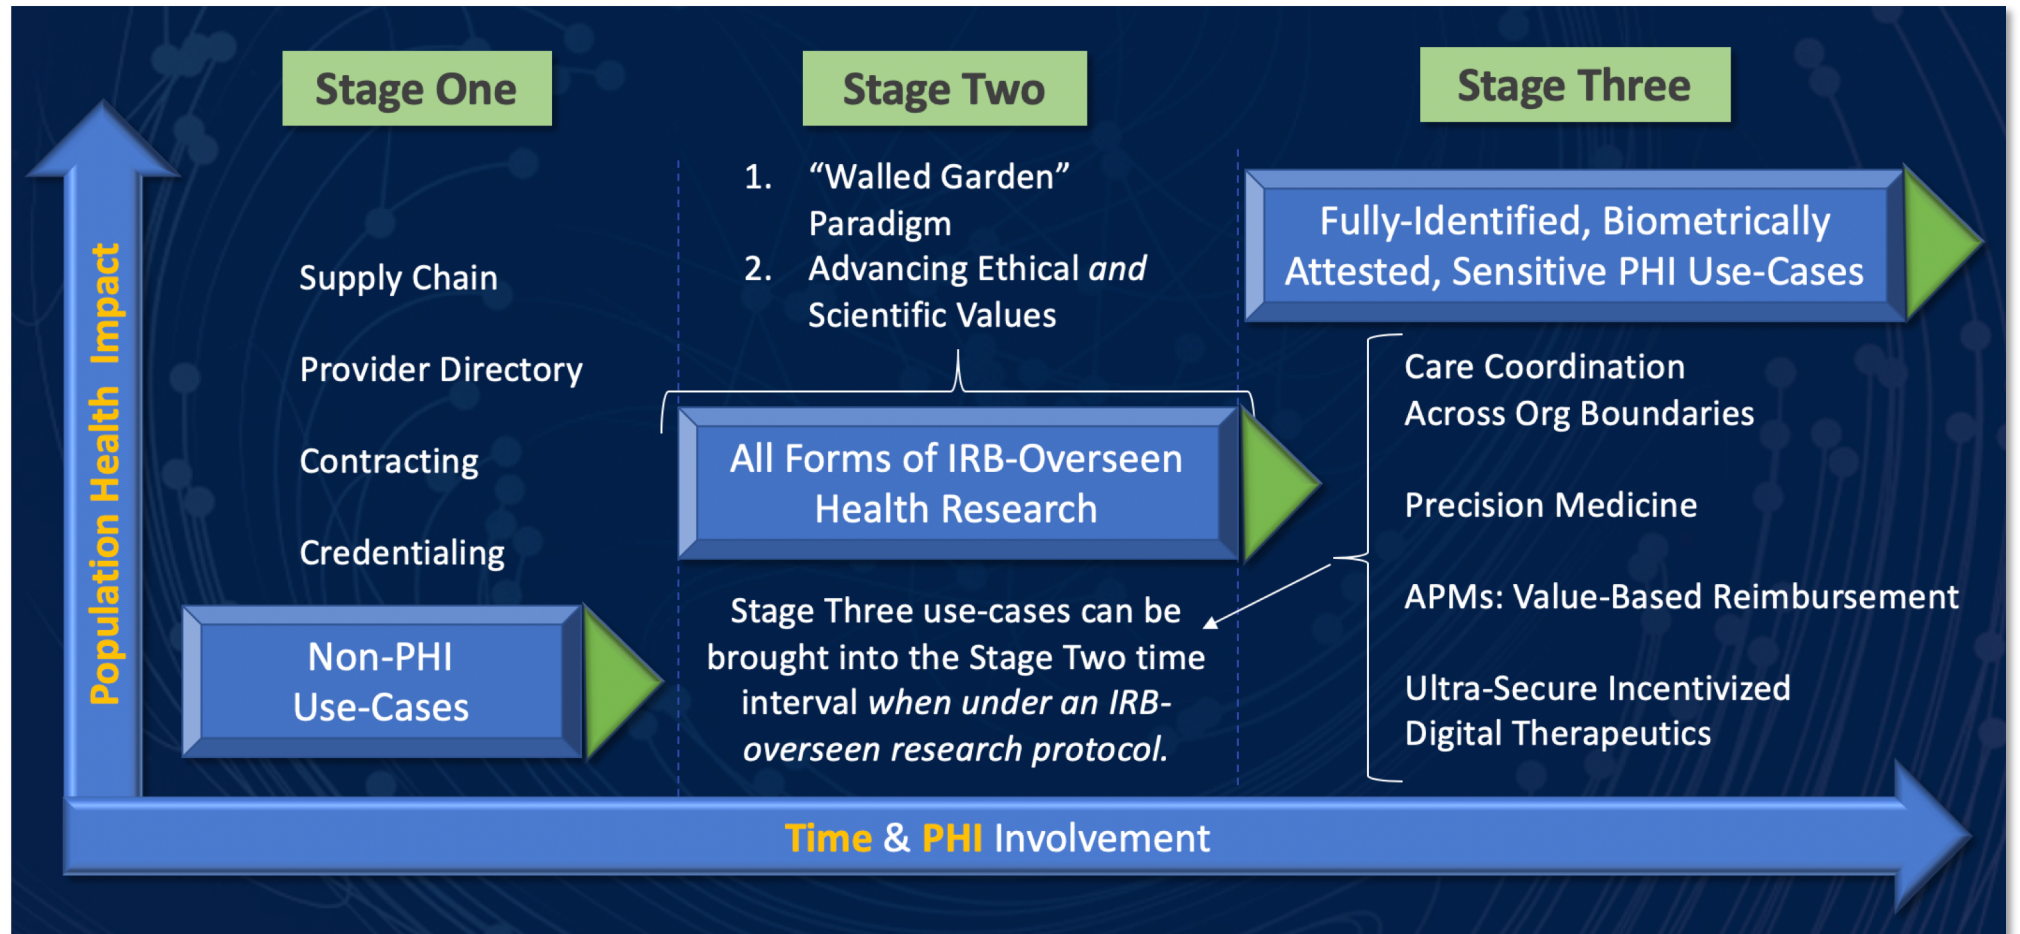 Stage One
Stage Two
Stage Three
Population Health Impact
Supply Chain
Provider Directory
Contracting
Credentialing
Non-PHI
Use-Cases
1. “Walled Garden”
Paradigm
2. Advancing Ethical and
Scientific Values
All Forms of IRB-Overseen
Health Research
Stage Three use-cases can be
brought into the Stage Two time
interval when under an IRB-
overseen research protocol.
Fully-Identified, Biometrically
Attested, Sensitive PHI Use-Cases
Care Coordination
Across Org Boundaries
Precision Medicine
APMs: Value-Based Reimbursement
Ultra-Secure Incentivized
Digital Therapeutics
Time & PHI Involvement